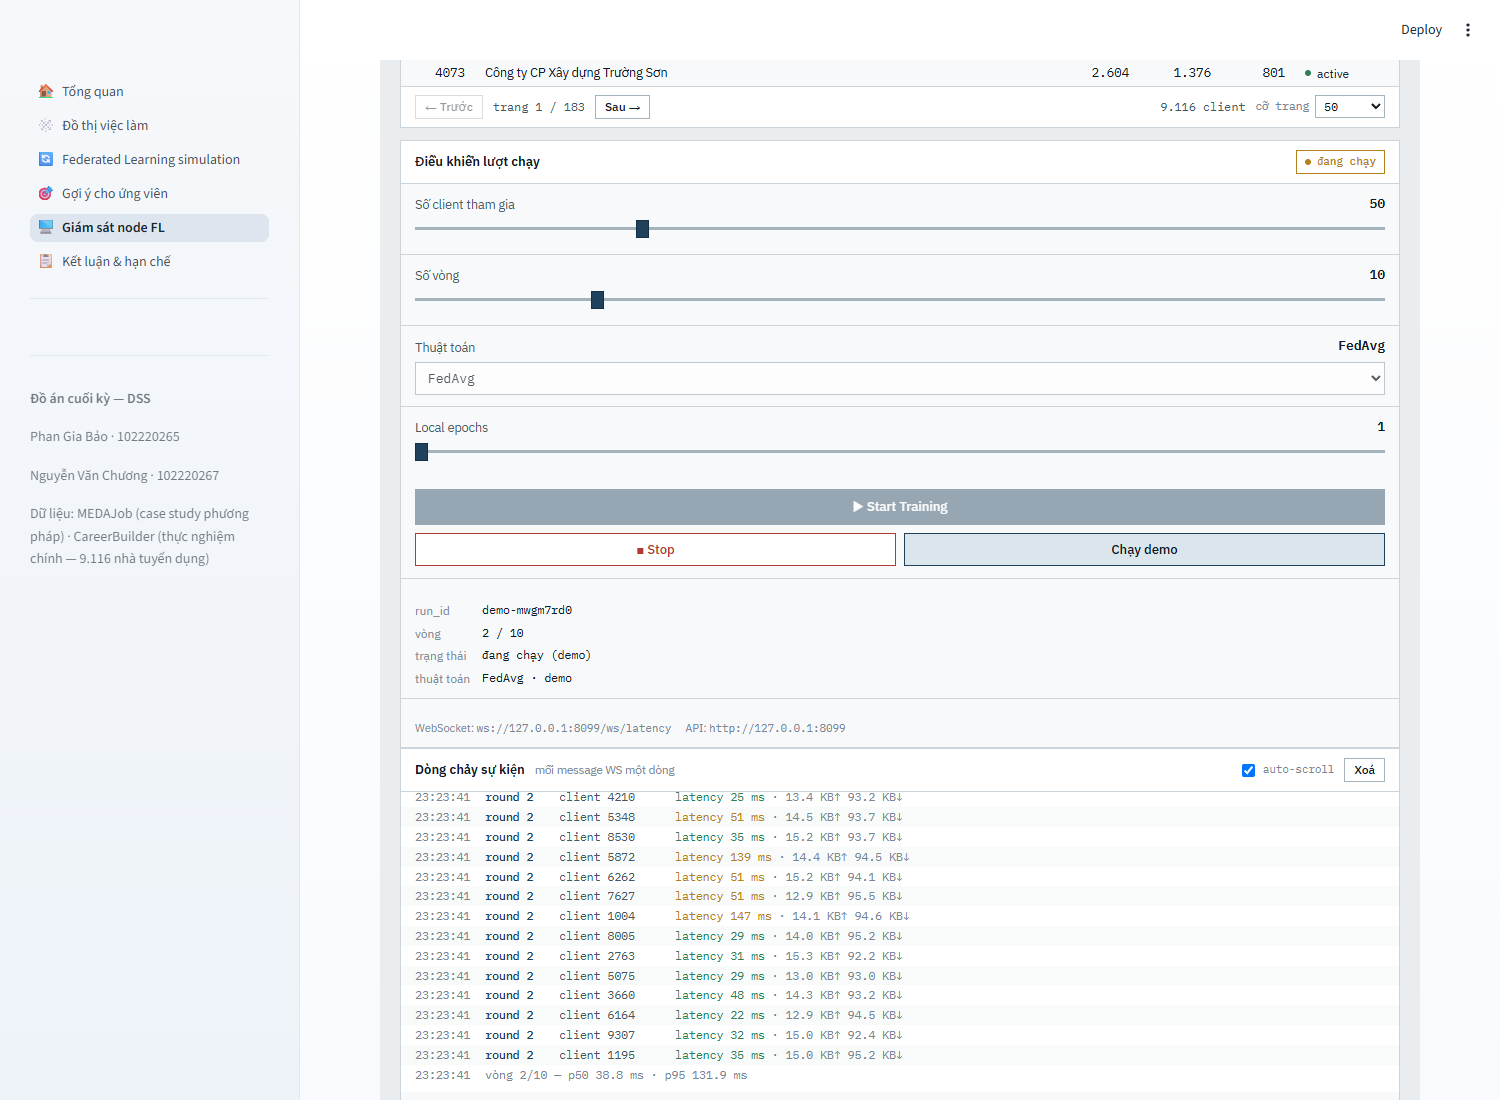 Deploy
Tổng quan
Đồ thị việc làm
Federated Learning simulation
Gợi ý cho ứng viên
Giám sát node FL
Kết luận & hạn chế
Đồ án cuối kỳ — DSS
Phan Gia Bảo · 102220265
Nguyễn Văn Chương · 102220267
Dữ liệu: MEDAJob (case study phương
pháp) · CareerBuilder (thực nghiệm
chính — 9.116 nhà tuyển dụng)
4073 Công ty CP Xây dựng Trường Sơn 2.604 1.376 801 ● active
← Trước trang 1 / 183 Sau → 9.116 client cỡ trang 50
Điều khiển lượt chạy ● đang chạy
Số client tham gia 50
Số vòng 10
Thuật toán FedAvg
FedAvg
Local epochs 1
▶ Start Training
■ Stop Chạy demo
run_id demo-mwgm7rd0
vòng 2 / 10
trạng thái đang chạy (demo)
thuật toán FedAvg · demo
WebSocket: ws://127.0.0.1:8099/ws/latency API: http://127.0.0.1:8099
Dòng chảy sự kiện mỗi message WS một dòng auto-scroll Xoá
23:23:41 round 2 client 4210 latency 25 ms · 13.4 KB↑ 93.2 KB↓
23:23:41 round 2 client 5348 latency 51 ms · 14.5 KB↑ 93.7 KB↓
23:23:41 round 2 client 8530 latency 35 ms · 15.2 KB↑ 93.7 KB↓
23:23:41 round 2 client 5872 latency 139 ms · 14.4 KB↑ 94.5 KB↓
23:23:41 round 2 client 6262 latency 51 ms · 15.2 KB↑ 94.1 KB↓
23:23:41 round 2 client 7627 latency 51 ms · 12.9 KB↑ 95.5 KB↓
23:23:41 round 2 client 1004 latency 147 ms · 14.1 KB↑ 94.6 KB↓
23:23:41 round 2 client 8005 latency 29 ms · 14.0 KB↑ 95.2 KB↓
23:23:41 round 2 client 2763 latency 31 ms · 15.3 KB↑ 92.2 KB↓
23:23:41 round 2 client 5075 latency 29 ms · 13.0 KB↑ 93.0 KB↓
23:23:41 round 2 client 3660 latency 48 ms · 14.3 KB↑ 93.2 KB↓
23:23:41 round 2 client 6164 latency 22 ms · 12.9 KB↑ 94.5 KB↓
23:23:41 round 2 client 9307 latency 32 ms · 15.0 KB↑ 92.4 KB↓
23:23:41 round 2 client 1195 latency 35 ms · 15.0 KB↑ 95.2 KB↓
23:23:41 vòng 2/10 — p50 38.8 ms · p95 131.9 ms